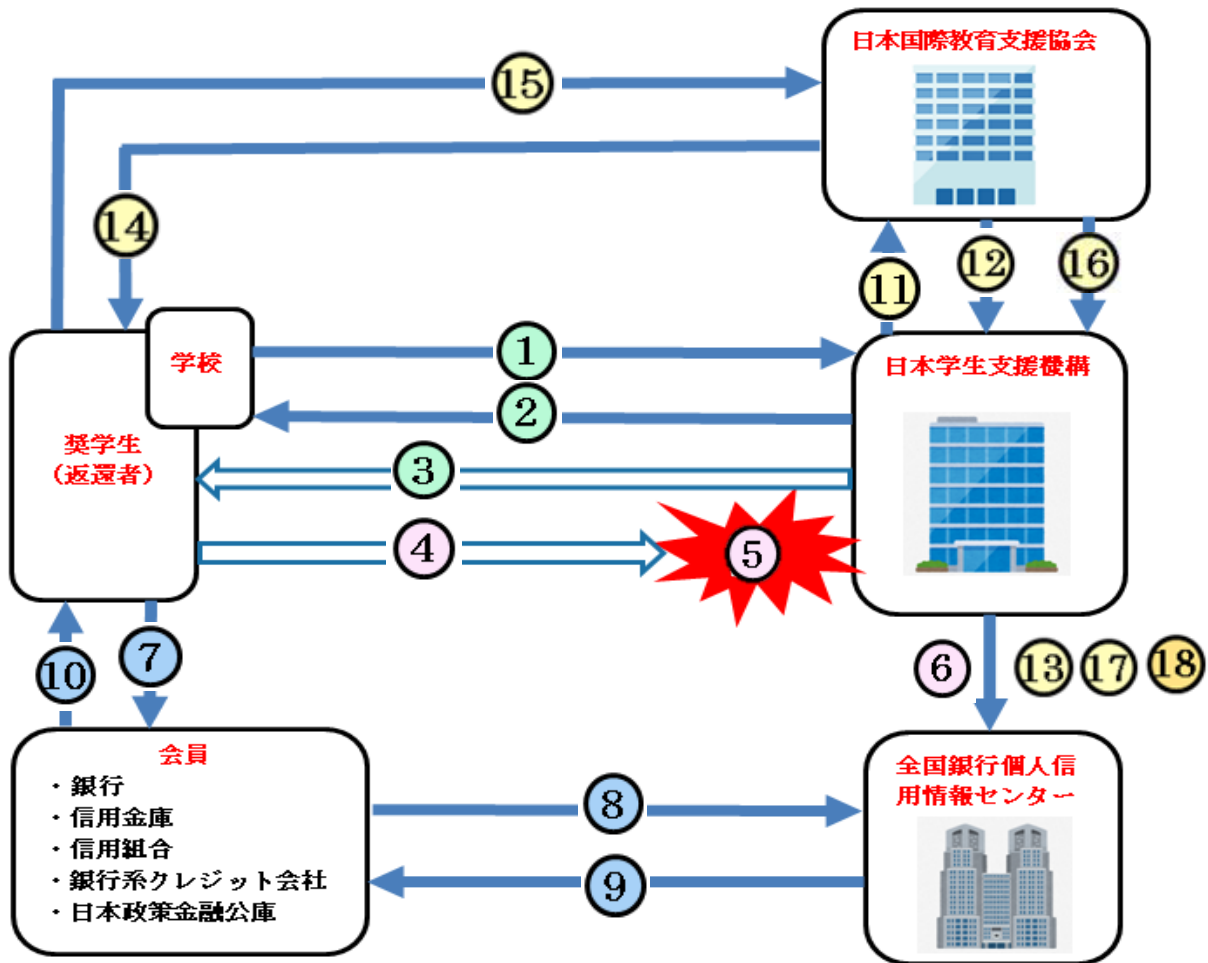 日本国際教育支援協会
⑮
⑭
⑪
⑫
⑯
学校
①
日本学生支援機構
②
奨学生
（返還者）
③
④
⑤
⑩
⑦
⑥
⑬
⑰
⑱
会員
・銀行
・信用金庫
・信用組合
・銀行系クレジット会社
・日本政策金融公庫
⑧
⑨
全国銀行個人信
用情報センター